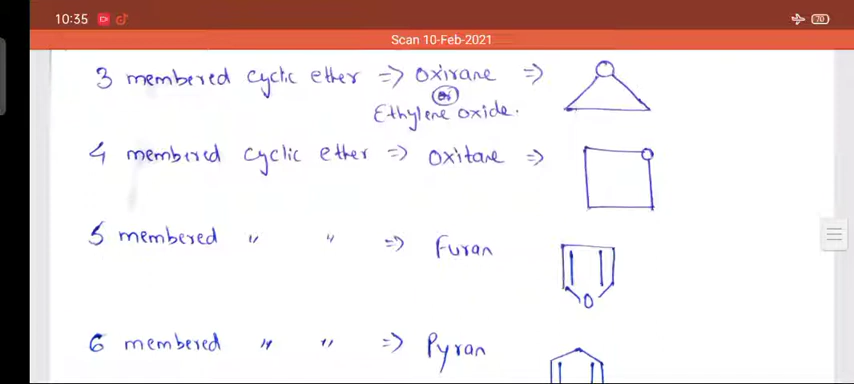 10:35
70
Scan 10-Feb-2021
3 membered cyclic ether => Oxirane =>
or
Ethylene oxide.
4 membered cyclic ether => Oxitane =>
5 membered " " => Furan
O
6 membered " " => Pyran